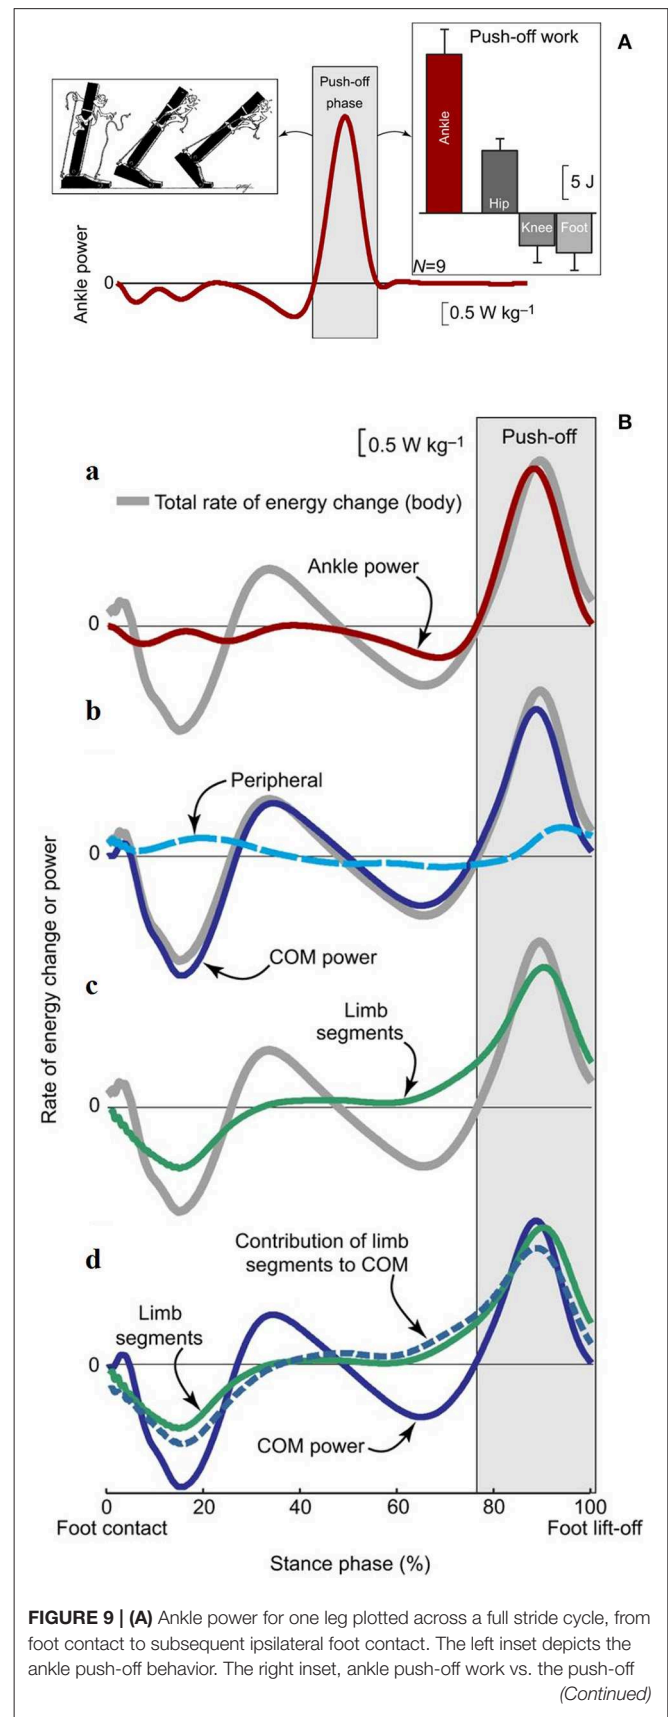 A
Push-off work
Push-off
phase
Ankle
Hip
5 J
Knee
Foot
N=9
Ankle power
0
0.5 W kg–1
B
0.5 W kg–1
Push-off
a
Total rate of energy change (body)
Ankle power
0
b
Peripheral
0
COM power
c
Limb
segments
0
d
Contribution of limb
segments to COM
Limb
segments
0
COM power
Rate of energy change or power
0 20 40 60 80 100
Foot contact Foot lift-off
Stance phase (%)
FIGURE 9 | (A) Ankle power for one leg plotted across a full stride cycle, from
foot contact to subsequent ipsilateral foot contact. The left inset depicts the
ankle push-off behavior. The right inset, ankle push-off work vs. the push-off
(Continued)